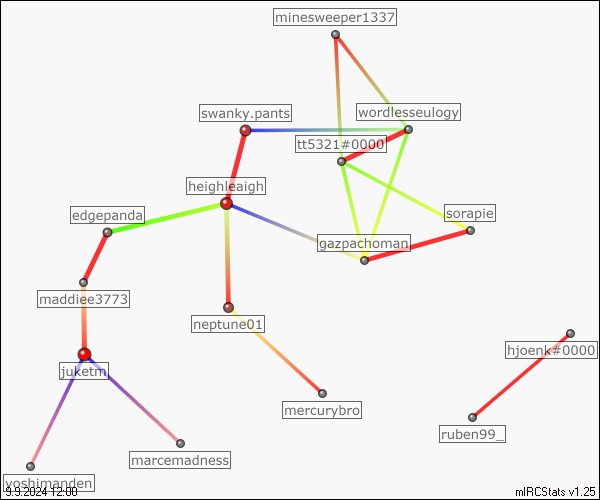 minesweeper1337
swanky.pants
wordlesseulogy
tt5321#0000
heighleaigh
edgepanda
sorapie
gazpachoman
maddiee3773
neptune01
hjoenk#0000
juketm
mercurybro
ruben99_
marcemadness
yoshimanden
9.9.2024 12:00
mIRCStats v1.25